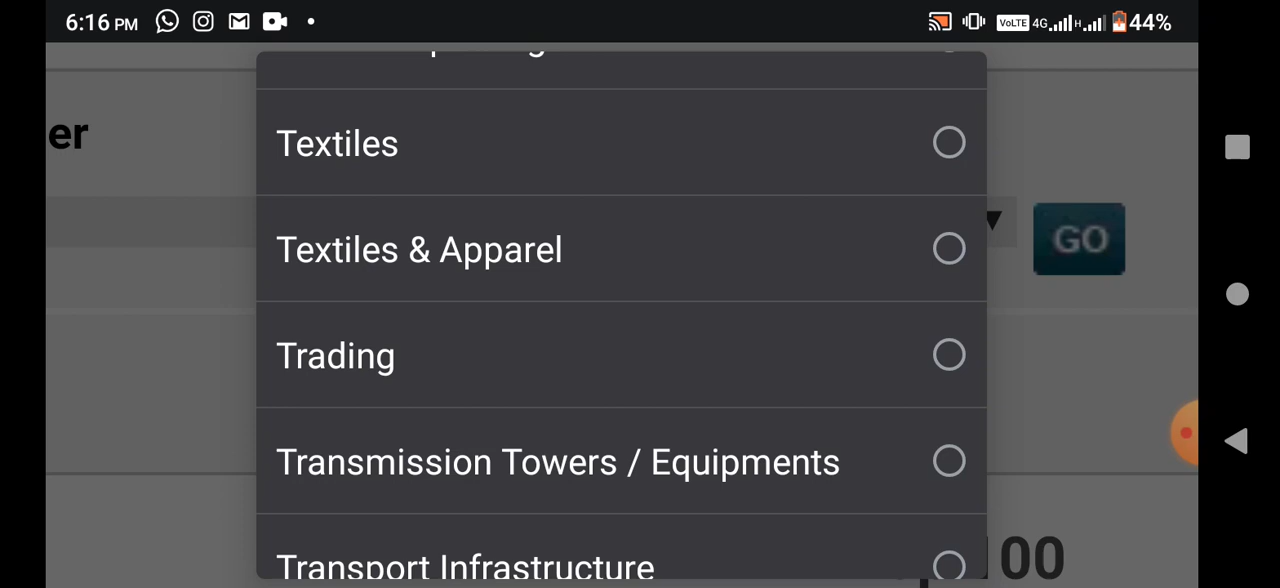 6:16 PM
VoLTE 4G H 44%
er
Textiles
Textiles & Apparel
GO
Trading
Transmission Towers / Equipments
Transport Infrastructure
00